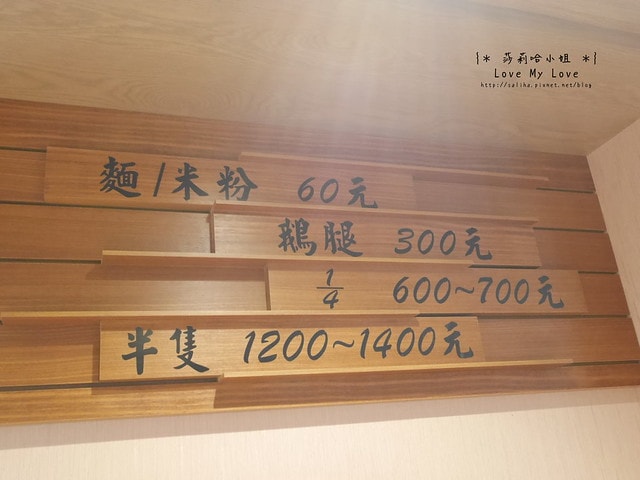 {* 莎莉哈小姐 *}
Love My Love
http://saliha.pixnet.net/blog
麵/米粉 60元
鵝腿 300元
1/4 600~700元
半隻 1200~1400元